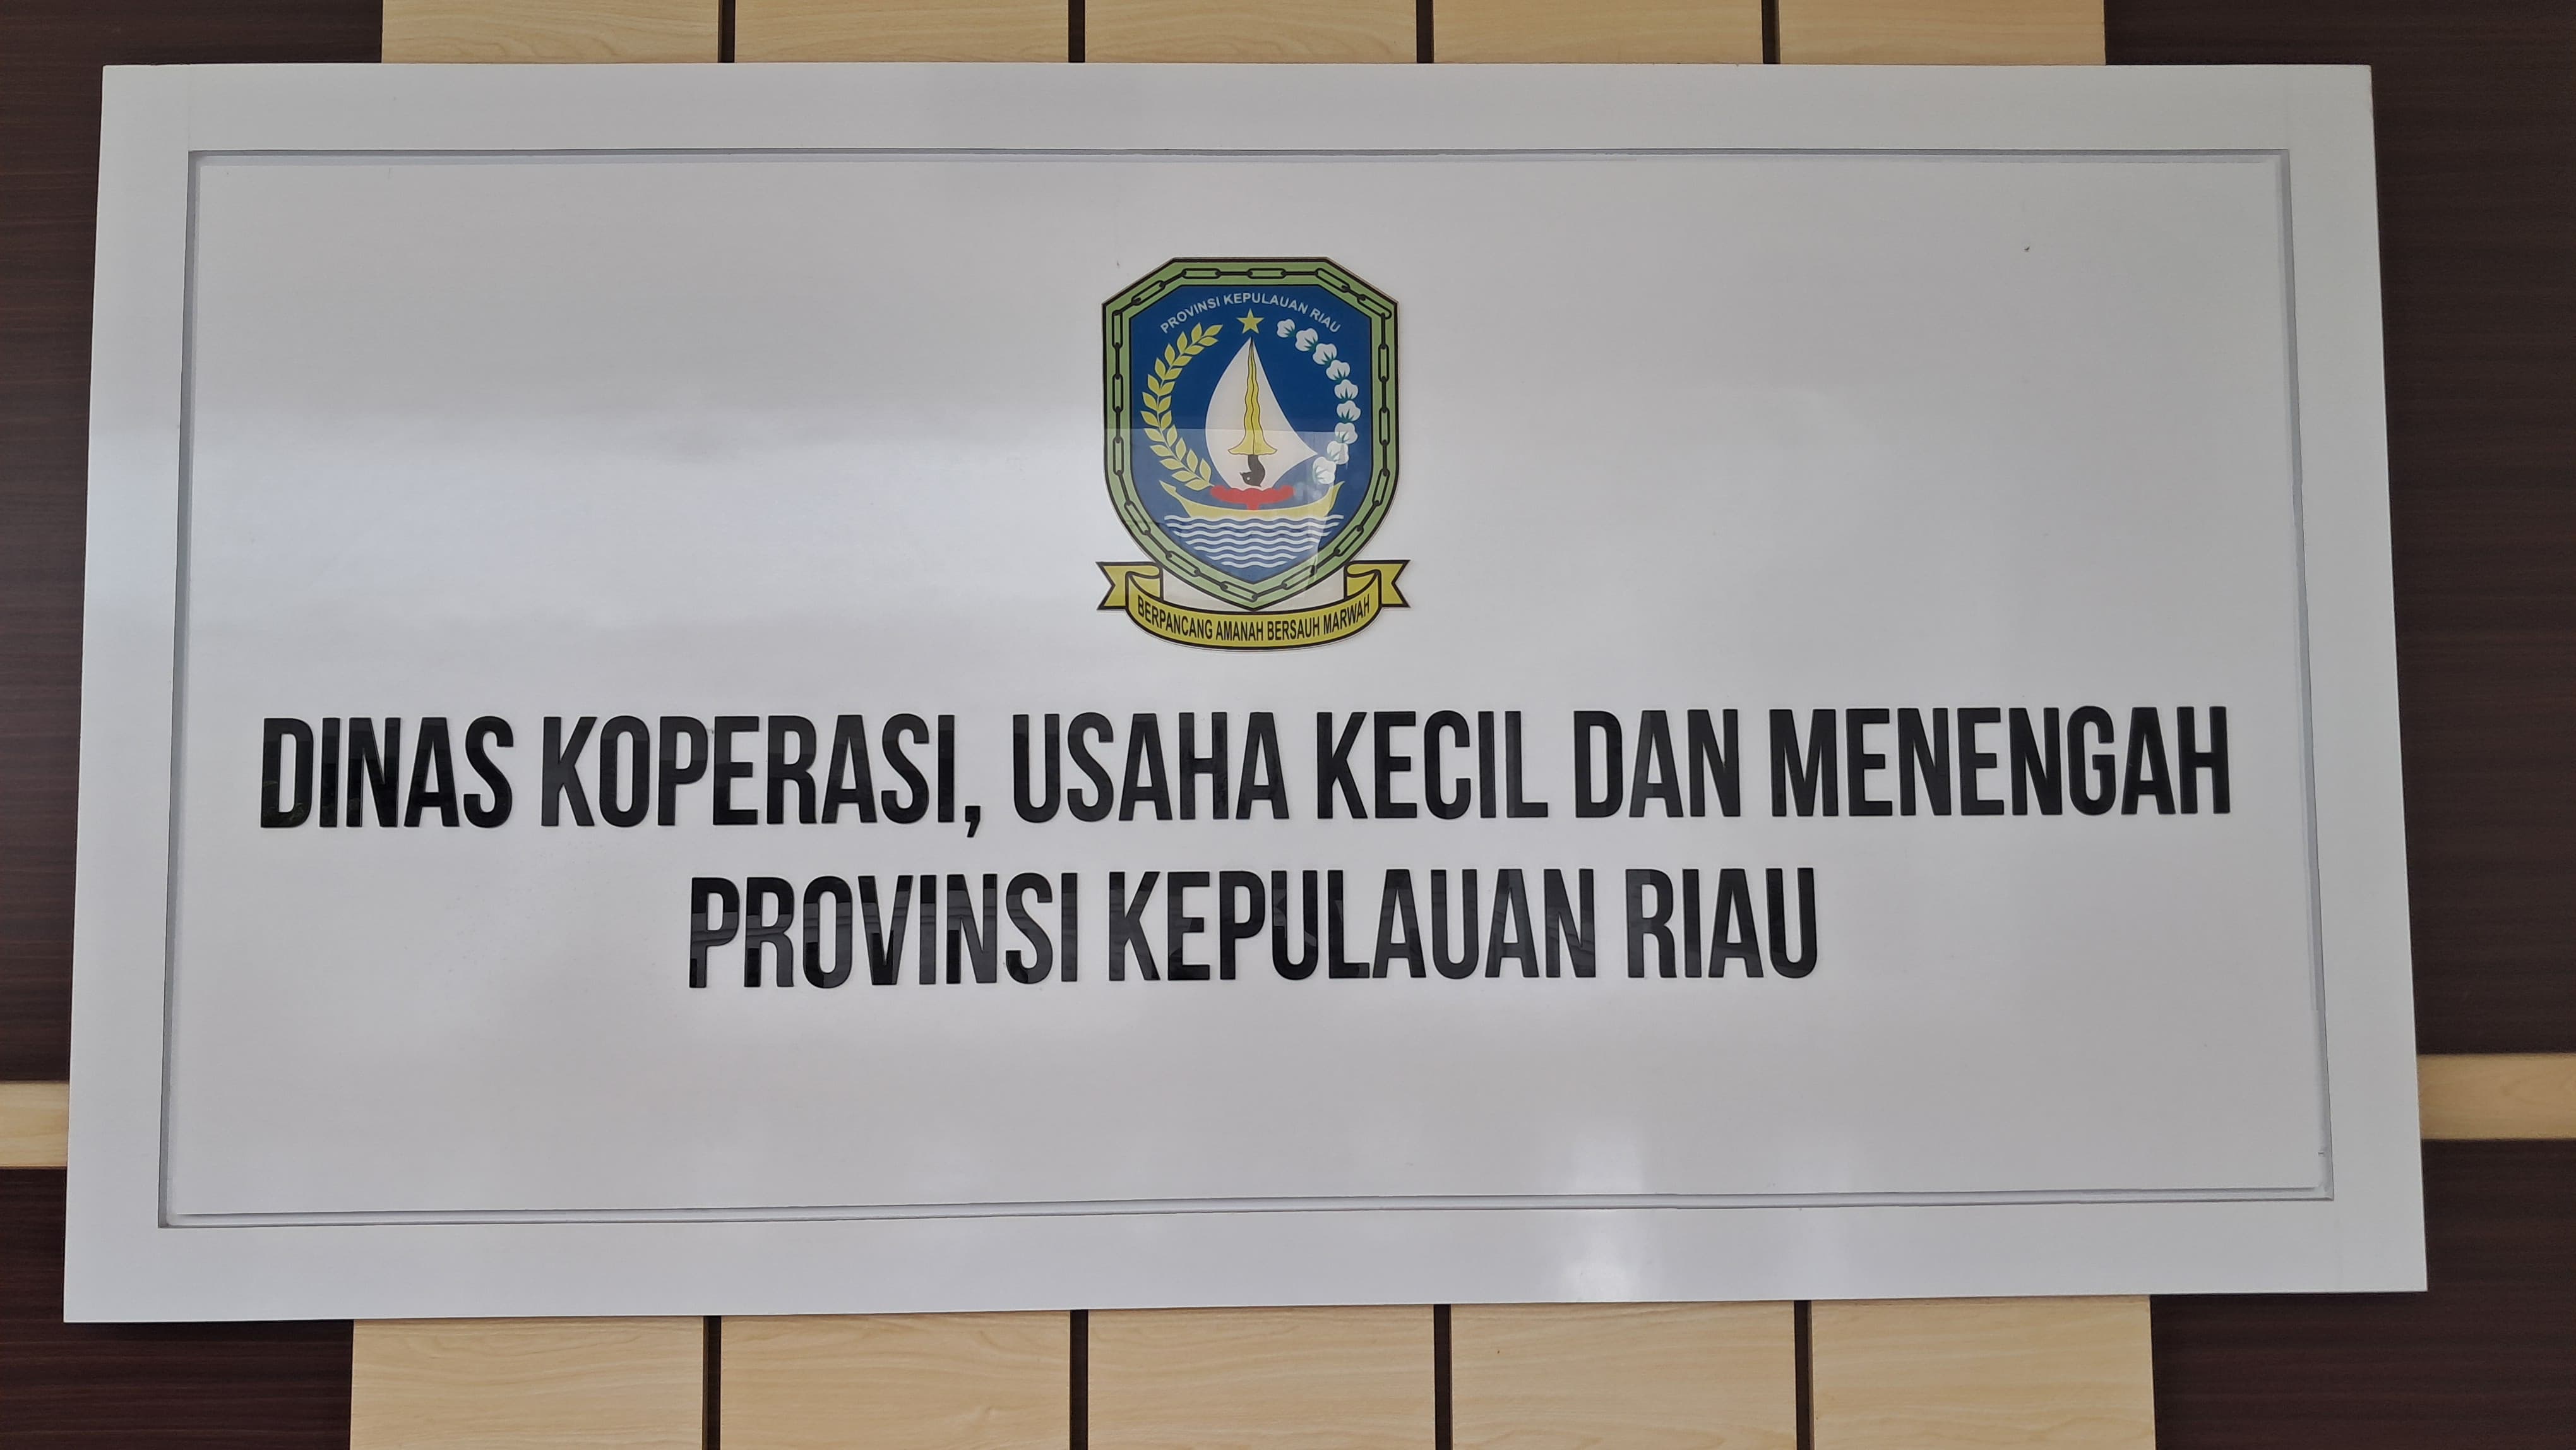 PROVINSI KEPULAUAN RIAU
BERPANCANG AMANAH BERSAUH MARWAH
DINAS KOPERASI, USAHA KECIL DAN MENENGAH
PROVINSI KEPULAUAN RIAU